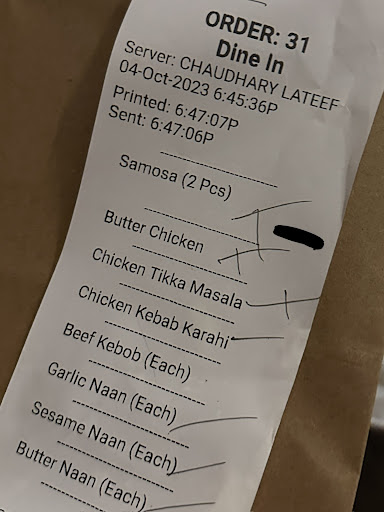 ORDER: 31
Dine In
Server: CHAUDHARY LATEEF
04-Oct-2023 6:45:36P
Printed: 6:47:07P
Sent: 6:47:06P
Samosa (2 Pcs)
Butter Chicken
Chicken Tikka Masala
Chicken Kebab Karahi
Beef Kebob (Each)
Garlic Naan (Each)
Sesame Naan (Each)
Butter Naan (Each)